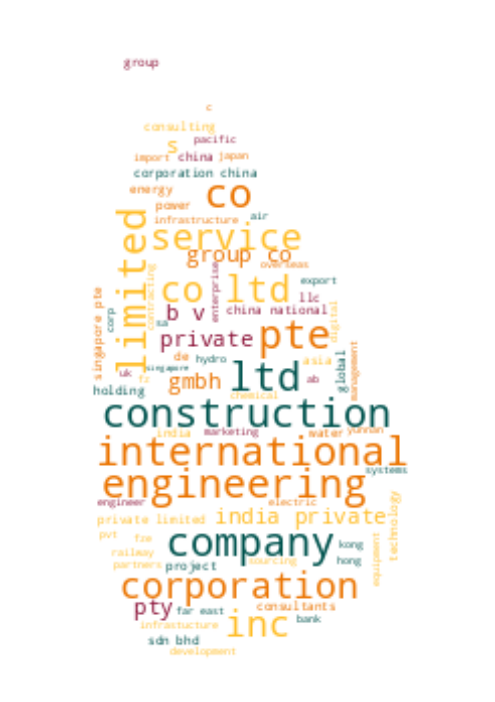 group
c
consulting
s
pacific
import
china
japan
corporation china
energy
co
power
limited
infrastructure
air
service
group co
overseas
contracting
enterprise
co ltd
export
llc
singapore pte
corp
b v
china national
digital
sa
private
pte
de
hydro
asia
global
management
singapore
uk
fz
gmbh
ltd
ab
holding
chemical
construction
india
marketing
water
yunnan
international
systems
engineering
engineer
electric
private limited
india private
technology
pvt
fze
company
kong
railway
hong
partners
project
sourcing
equipment
corporation
pty
far east
consultants
inc
bank
infrastucture
sdn bhd
development